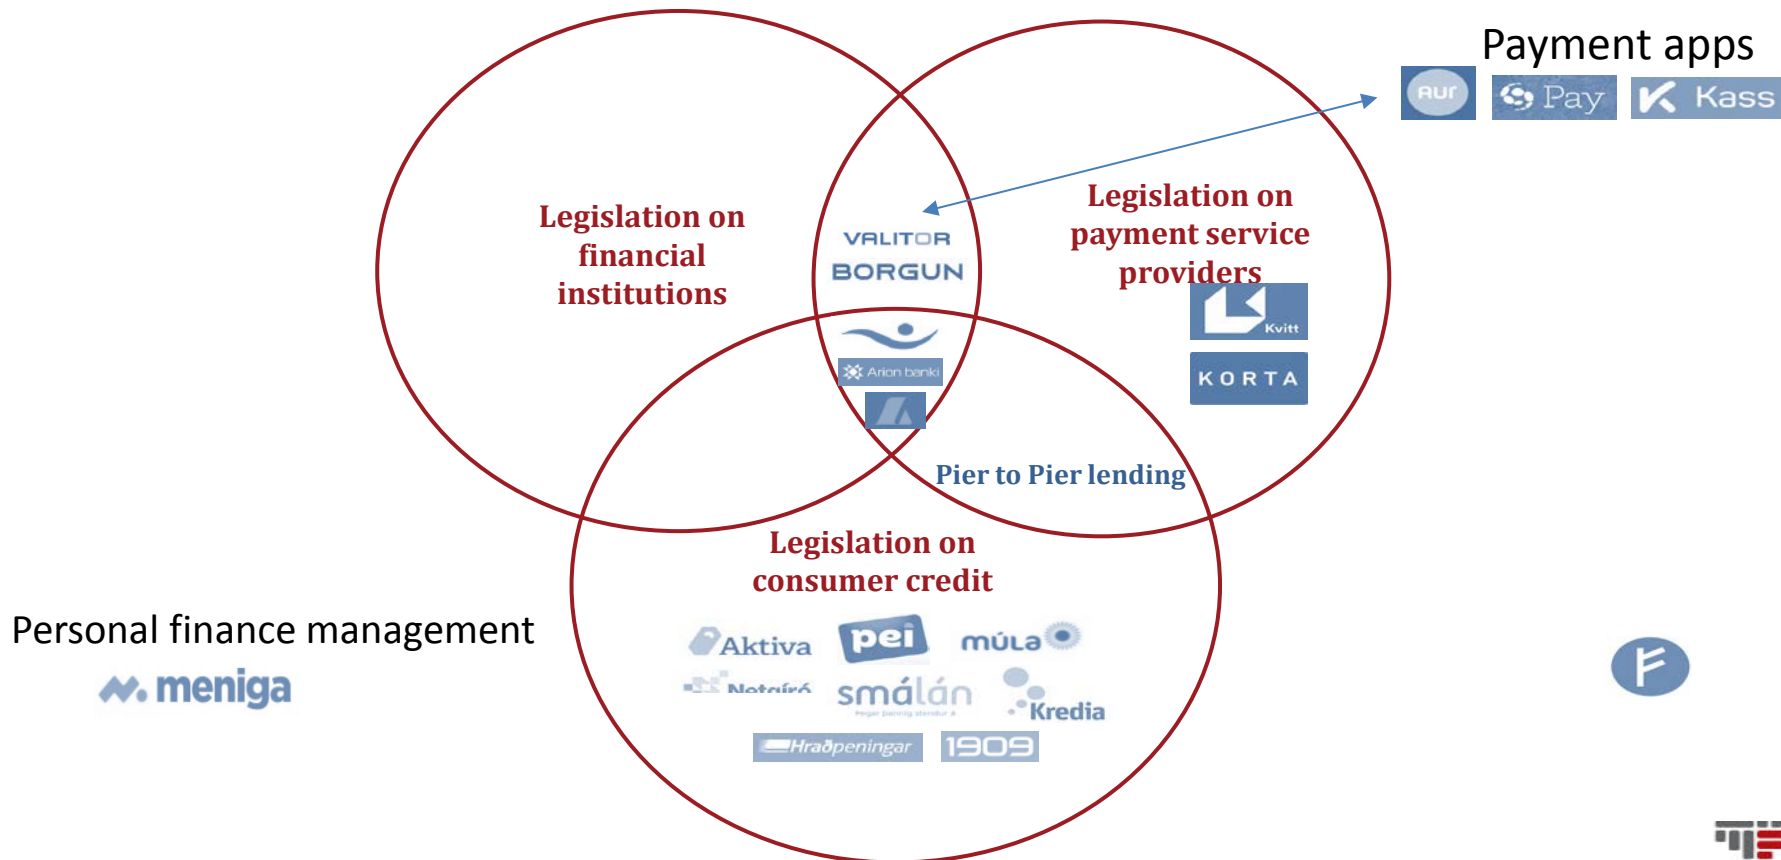 Payment apps
aur
Pay
Kass
Legislation on
financial
institutions
VALITOR
BORGUN
Legislation on
payment service
providers
Kvitt
KORTA
Arion banki
Pier to Pier lending
Legislation on
consumer credit
Aktiva
pei
múla
Netgíró
smálán
Kredia
Hraðpeningar
1909
Personal finance management
meniga